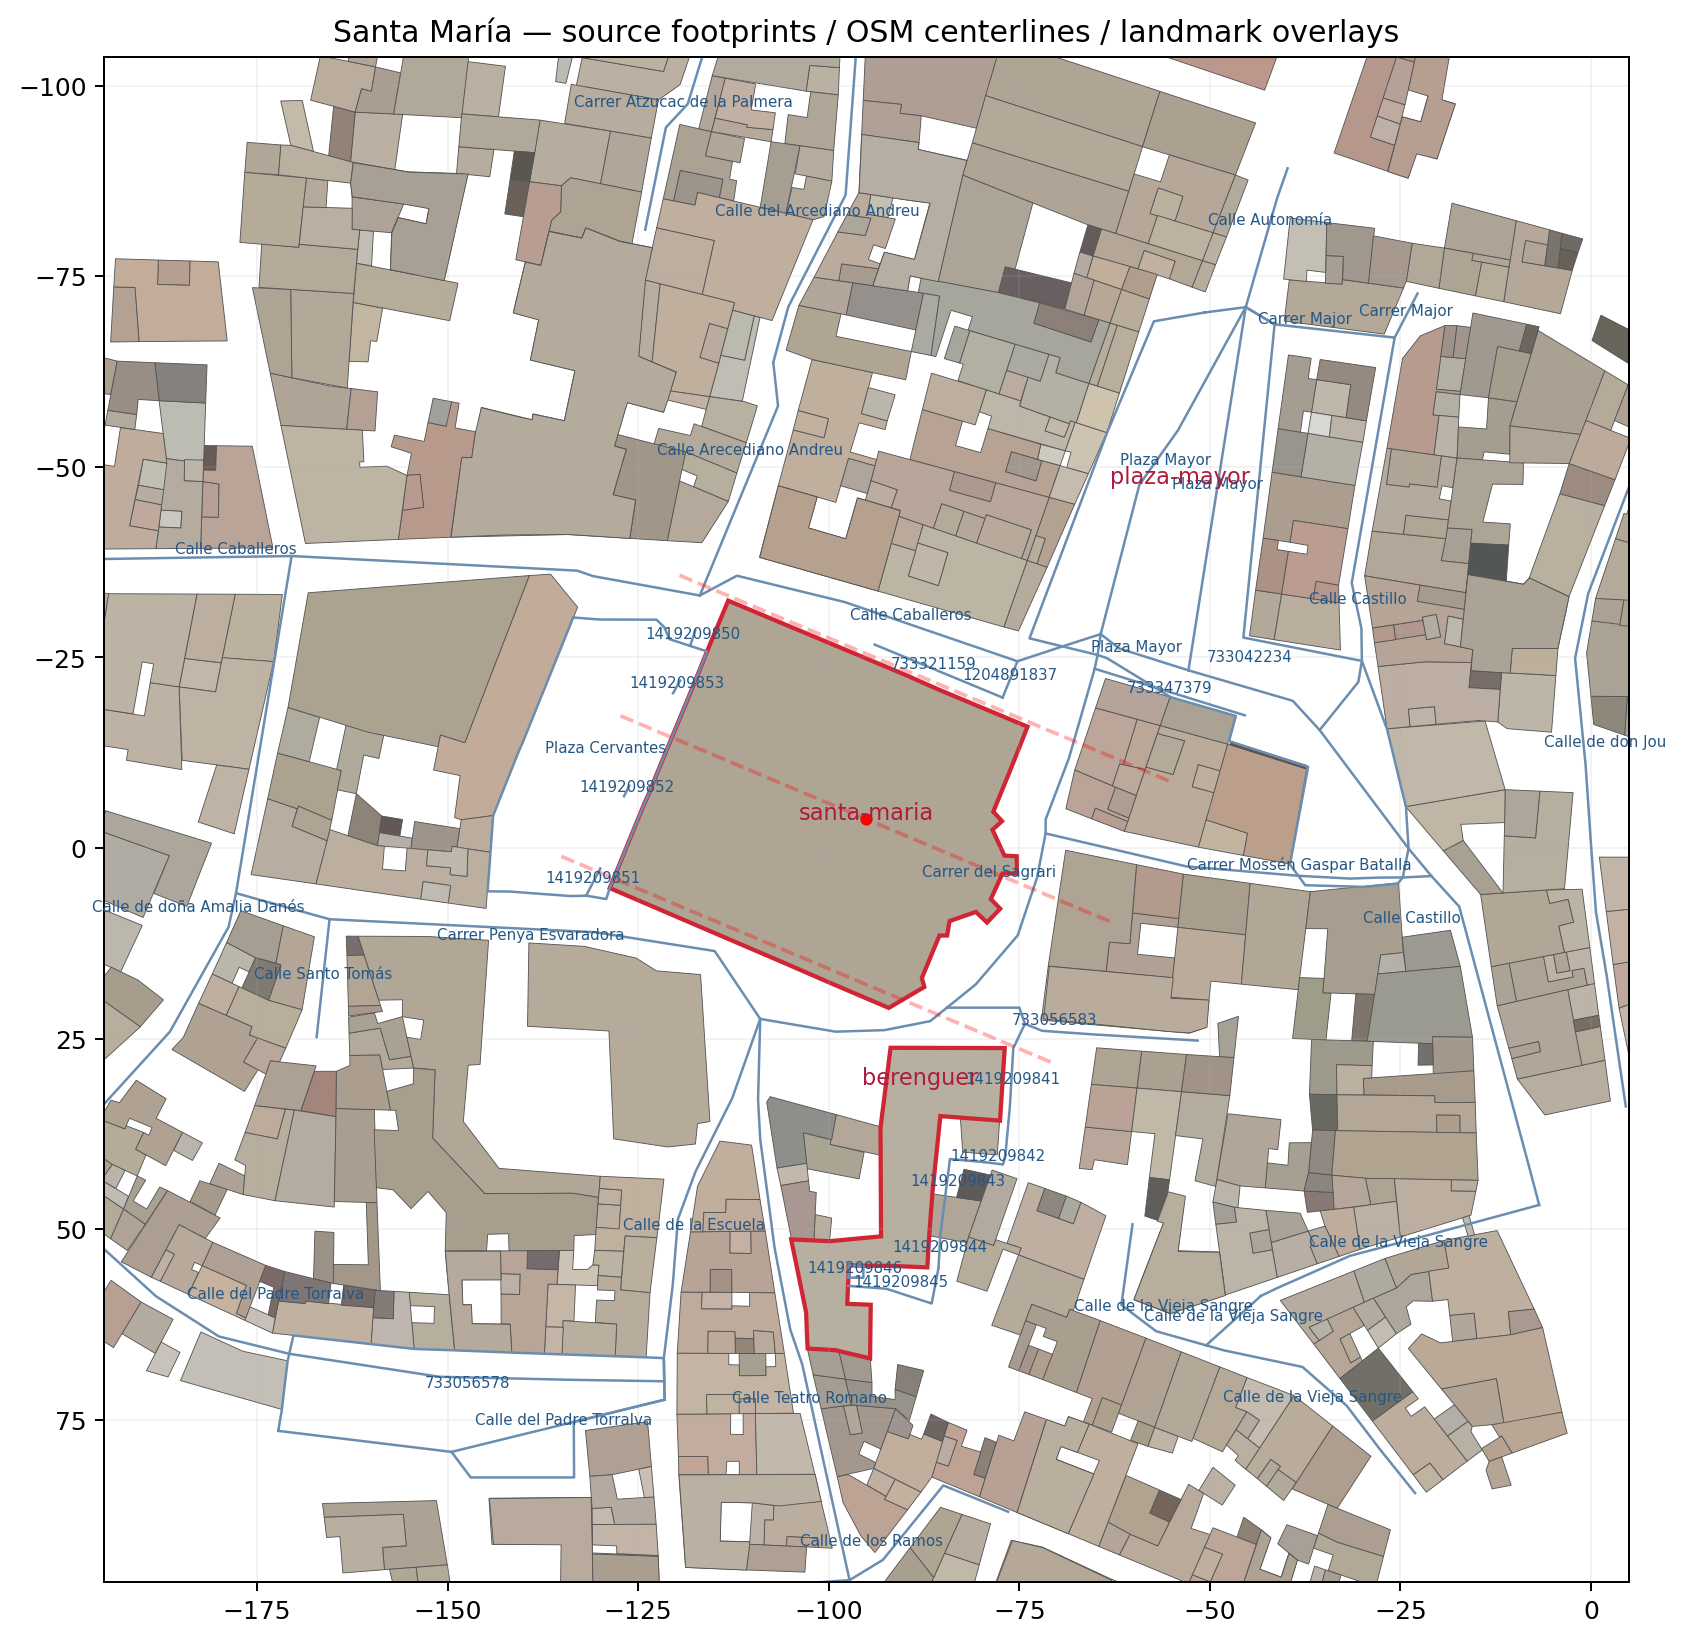 Santa María — source footprints / OSM centerlines / landmark overlays
−100
−75
−50
−25
0
25
50
75
Carrer Atzucac de la Palmera
Calle del Arcediano Andreu
Calle Autonomía
Carrer Major
Carrer Major
Calle Arecediano Andreu
Plaza Mayor
plaza-mayor
Plaza Mayor
Calle Caballeros
Calle Castillo
Calle Caballeros
1419209850
Plaza Mayor
733042234
733321159
1204891837
1419209853
733347379
Plaza Cervantes
Calle de don Jou
1419209852
santa-maria
Carrer Mossén Gaspar Batalla
Carrer del Sagrari
1419209851
Calle de doña Amalia Danés
Calle Castillo
Carrer Penya Esvaradora
Calle Santo Tomás
733056583
berenguer
1419209841
1419209842
1419209843
Calle de la Escuela
1419209844
Calle de la Vieja Sangre
1419209846
1419209845
Calle del Padre Torralva
Calle de la Vieja Sangre
Calle de la Vieja Sangre
733056578
Calle Teatro Romano
Calle de la Vieja Sangre
Calle del Padre Torralva
Calle de los Ramos
−175
−150
−125
−100
−75
−50
−25
0